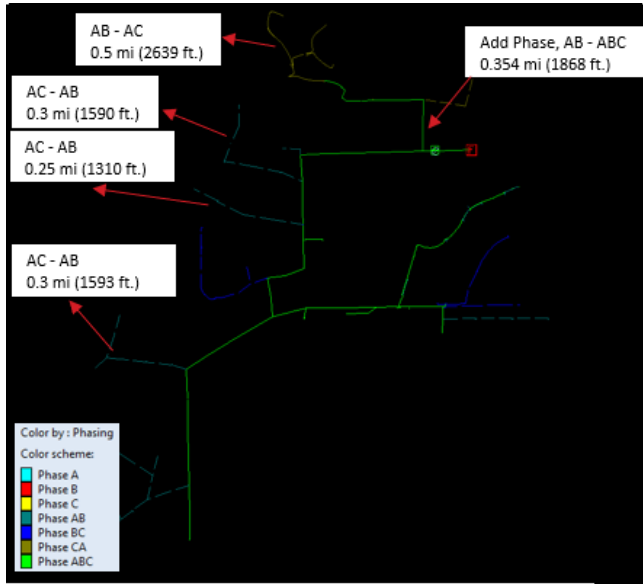 AB - AC
0.5 mi (2639 ft.)
Add Phase, AB - ABC
0.354 mi (1868 ft.)
AC - AB
0.3 mi (1590 ft.)
AC - AB
0.25 mi (1310 ft.)
AC - AB
0.3 mi (1593 ft.)
Color by : Phasing
Color scheme:
Phase A
Phase B
Phase C
Phase AB
Phase BC
Phase CA
Phase ABC